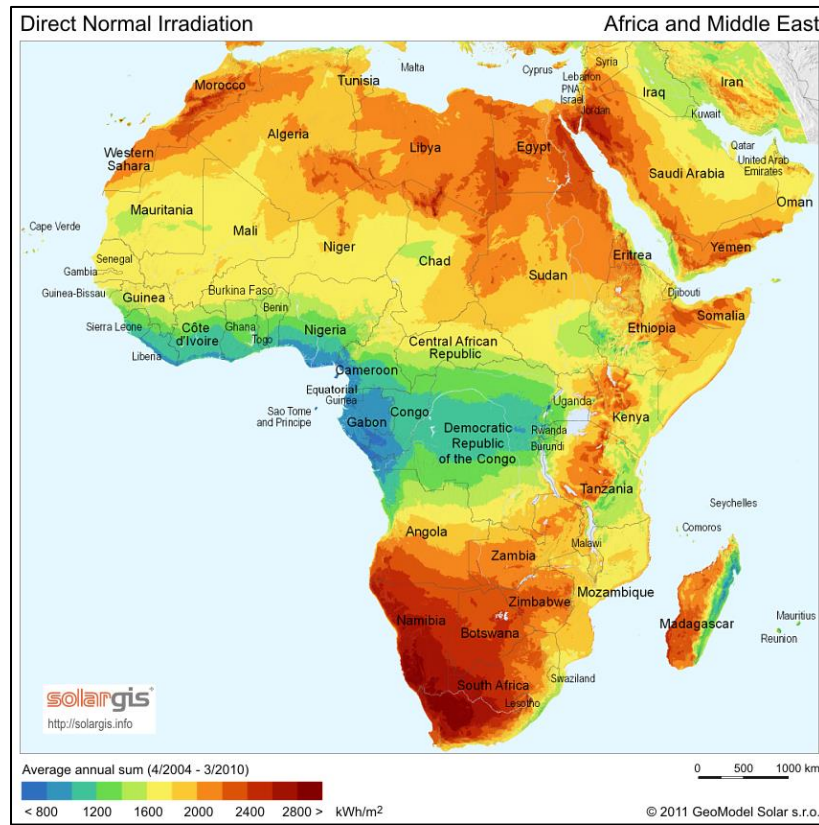 Direct Normal Irradiation
Africa and Middle East
Malta
Cyprus
Syria
Lebanon
PNA
Israel
Jordan
Iraq
Iran
Kuwait
Morocco
Tunisia
Algeria
Libya
Egypt
Qatar
United Arab
Emirates
Saudi Arabia
Western
Sahara
Oman
Mauritania
Cape Verde
Mali
Niger
Chad
Sudan
Eritrea
Yemen
Senegal
Gambia
Guinea-Bissau
Guinea
Burkina Faso
Benin
Djibouti
Somalia
Sierra Leone
Côte
d'Ivoire
Ghana
Togo
Nigeria
Central African
Republic
Ethiopia
Liberia
Cameroon
Equatorial
Guinea
Sao Tome
and Principe
Gabon
Congo
Democratic
Republic
of the Congo
Uganda
Kenya
Rwanda
Burundi
Tanzania
Seychelles
Comoros
Angola
Malawi
Zambia
Mozambique
Zimbabwe
Madagascar
Mauritius
Reunion
Namibia
Botswana
Swaziland
South Africa
Lesotho
solargis
http://solargis.info
Average annual sum (4/2004 - 3/2010)
< 800 1200 1600 2000 2400 2800 > kWh/m²
0 500 1000 km
© 2011 GeoModel Solar s.r.o.